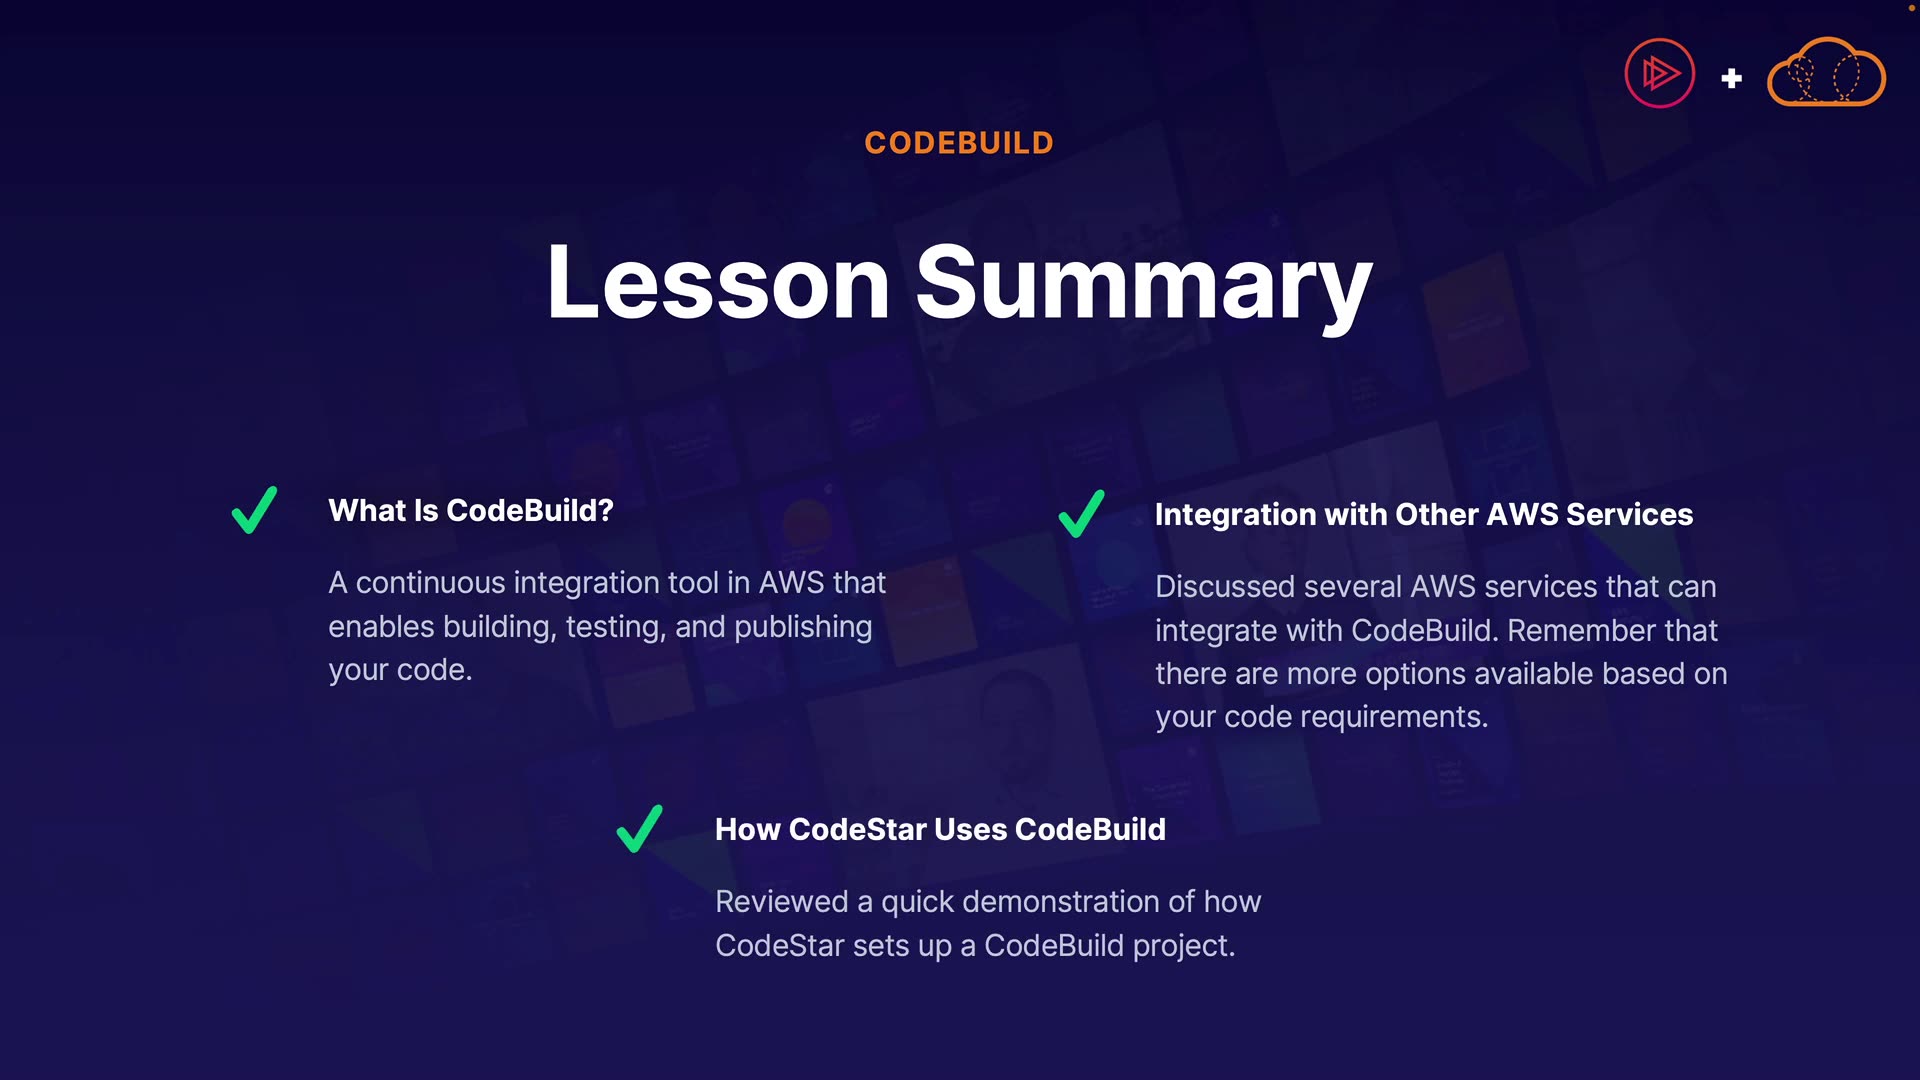 CODEBUILD
Lesson Summary
What Is CodeBuild?
A continuous integration tool in AWS that
enables building, testing, and publishing
your code.
Integration with Other AWS Services
Discussed several AWS services that can
integrate with CodeBuild. Remember that
there are more options available based on
your code requirements.
How CodeStar Uses CodeBuild
Reviewed a quick demonstration of how
CodeStar sets up a CodeBuild project.